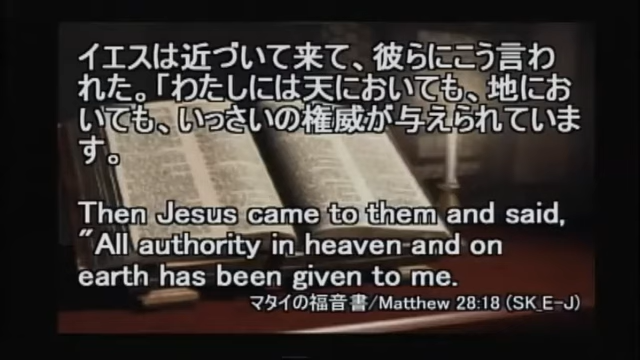 イエスは近づいて来て、彼らにこう言わ
れた。「わたしには天においても、地にお
いても、いっさいの権威が与えられていま
す。
Then Jesus came to them and said,
"All authority in heaven and on
earth has been given to me.
マタイの福音書/Matthew 28:18 (SK_E-J)